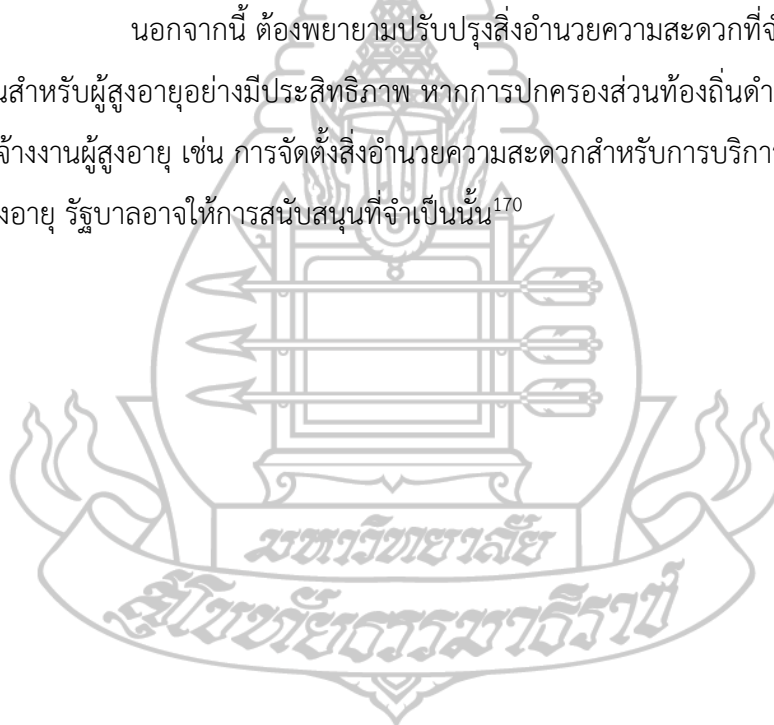 นอกจากนี้ ต้องพยายามปรับปรุงสิ่งอำนวยความสะดวกที่จำ
นสำหรับผู้สูงอายุอย่างมีประสิทธิภาพ หากการปกครองส่วนท้องถิ่นดำ
จ้างงานผู้สูงอายุ เช่น การจัดตั้งสิ่งอำนวยความสะดวกสำหรับการบริการ
งอายุ รัฐบาลอาจให้การสนับสนุนที่จำเป็นนั้น170
มหาวิทยาลัย
สุโขทัยธรรมาธิราช